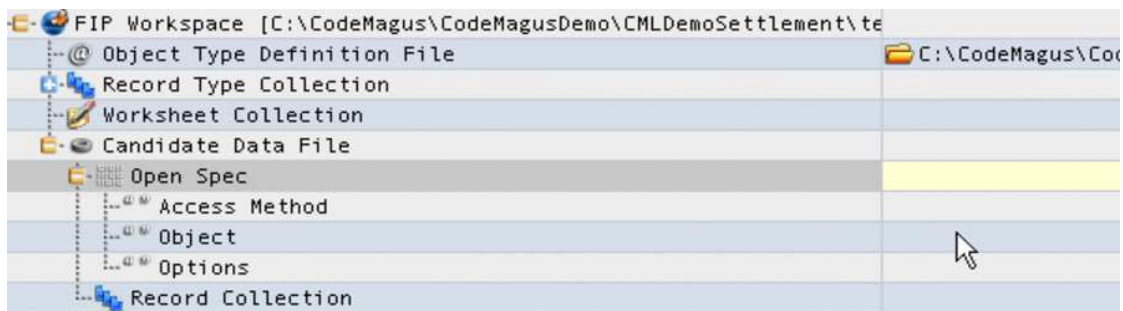 FIP Workspace [C:\CodeMagus\CodeMagusDemo\CMLDemoSettlement\te
Object Type Definition File C:\CodeMagus\Coc
Record Type Collection
Worksheet Collection
Candidate Data File
Open Spec
Access Method
Object
Options
Record Collection